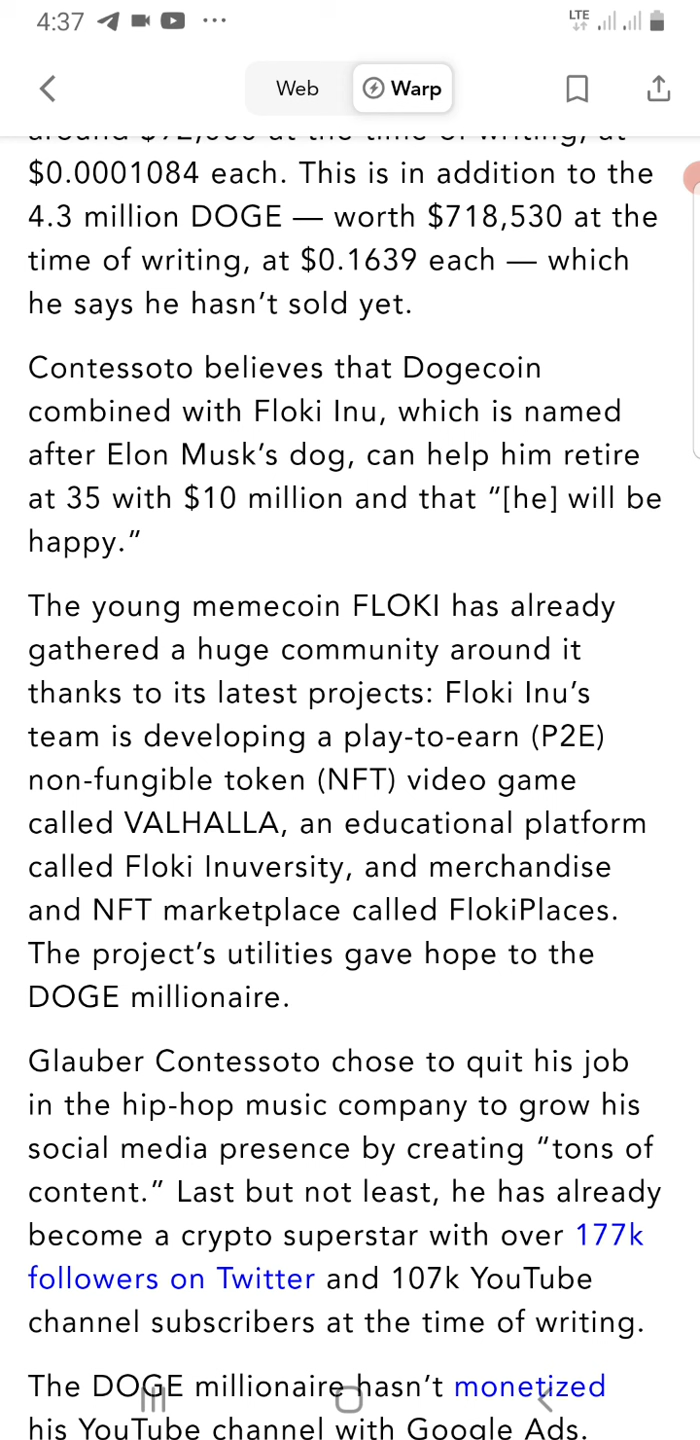 4:37
LTE
Web
Warp
$0.0001084 each. This is in addition to the
4.3 million DOGE — worth $718,530 at the
time of writing, at $0.1639 each — which
he says he hasn’t sold yet.
Contessoto believes that Dogecoin
combined with Floki Inu, which is named
after Elon Musk’s dog, can help him retire
at 35 with $10 million and that “[he] will be
happy.”
The young memecoin FLOKI has already
gathered a huge community around it
thanks to its latest projects: Floki Inu’s
team is developing a play-to-earn (P2E)
non-fungible token (NFT) video game
called VALHALLA, an educational platform
called Floki Inuversity, and merchandise
and NFT marketplace called FlokiPlaces.
The project’s utilities gave hope to the
DOGE millionaire.
Glauber Contessoto chose to quit his job
in the hip-hop music company to grow his
social media presence by creating “tons of
content.” Last but not least, he has already
become a crypto superstar with over 177k
followers on Twitter and 107k YouTube
channel subscribers at the time of writing.
The DOGE millionaire hasn’t monetized
his YouTube channel with Google Ads.